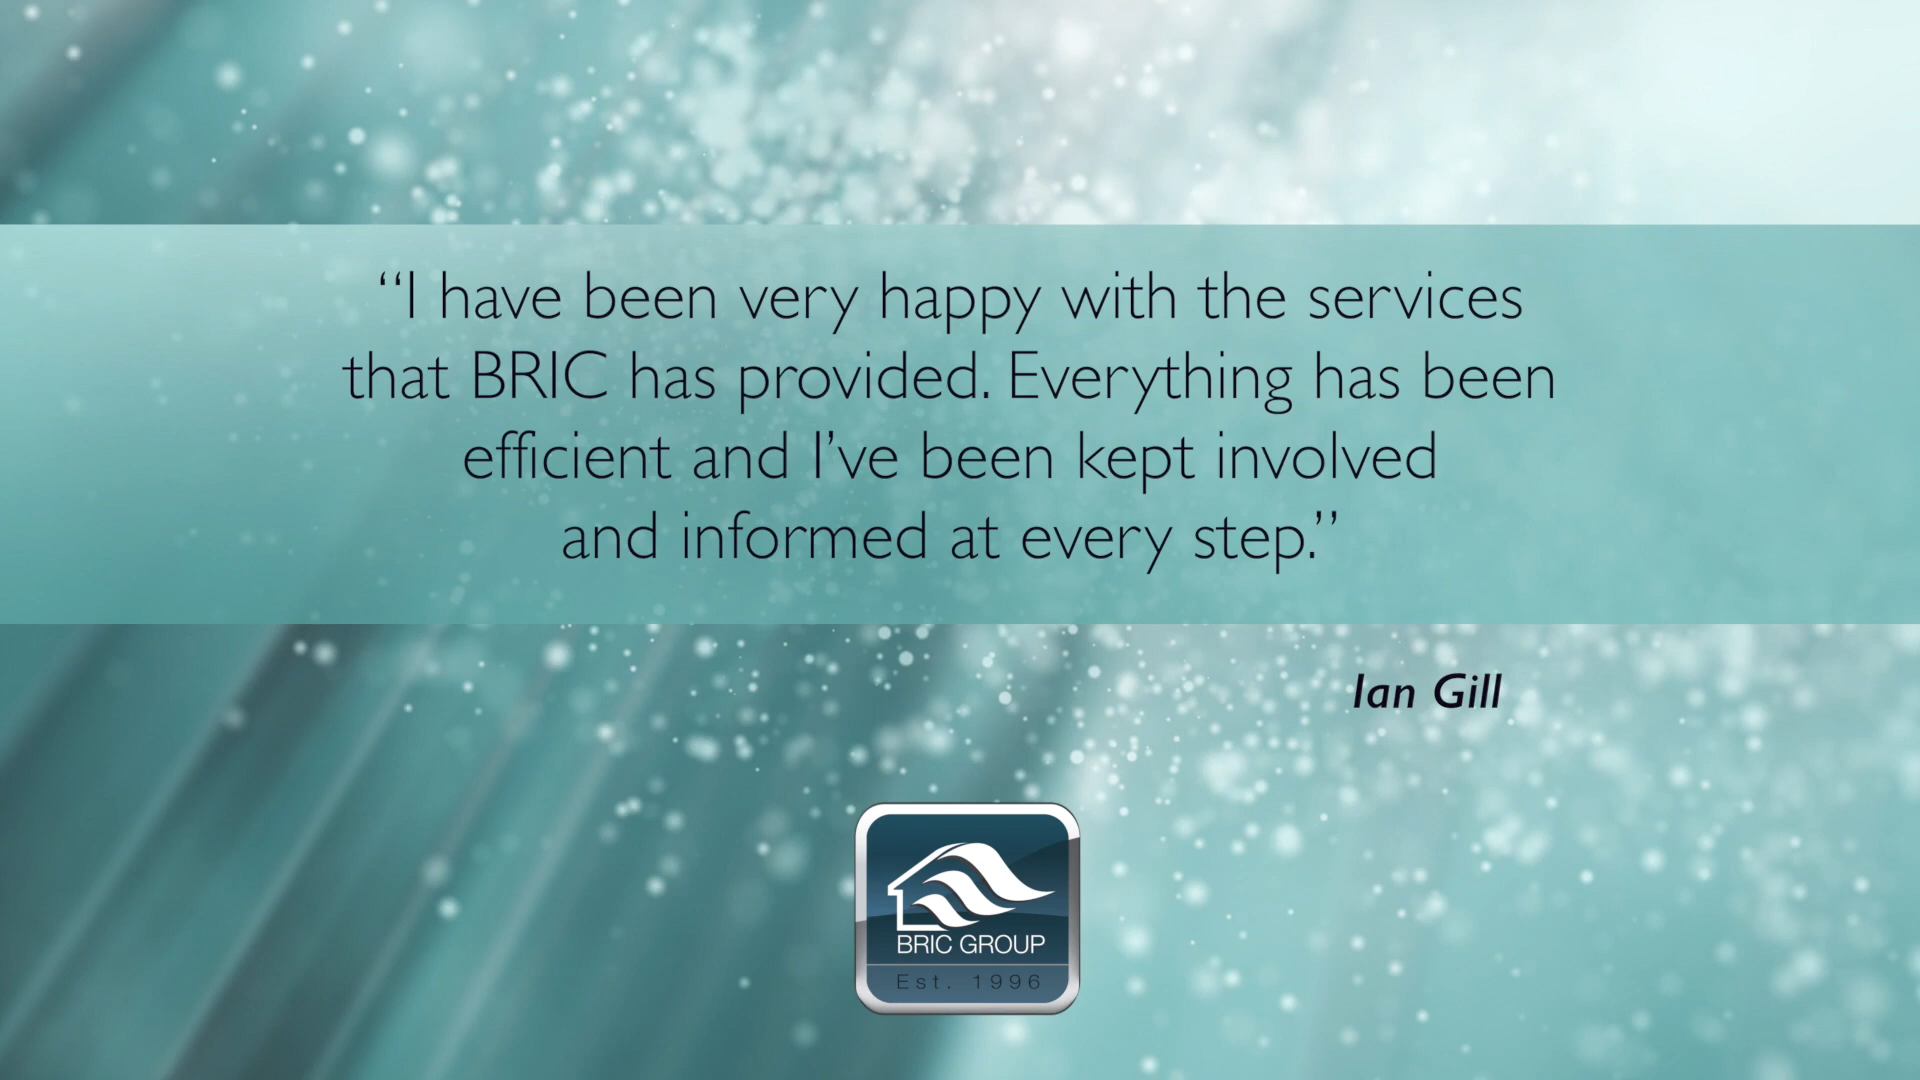 “I have been very happy with the services
that BRIC has provided. Everything has been
efficient and I’ve been kept involved
and informed at every step.”
Ian Gill
BRIC GROUP
Est. 1996